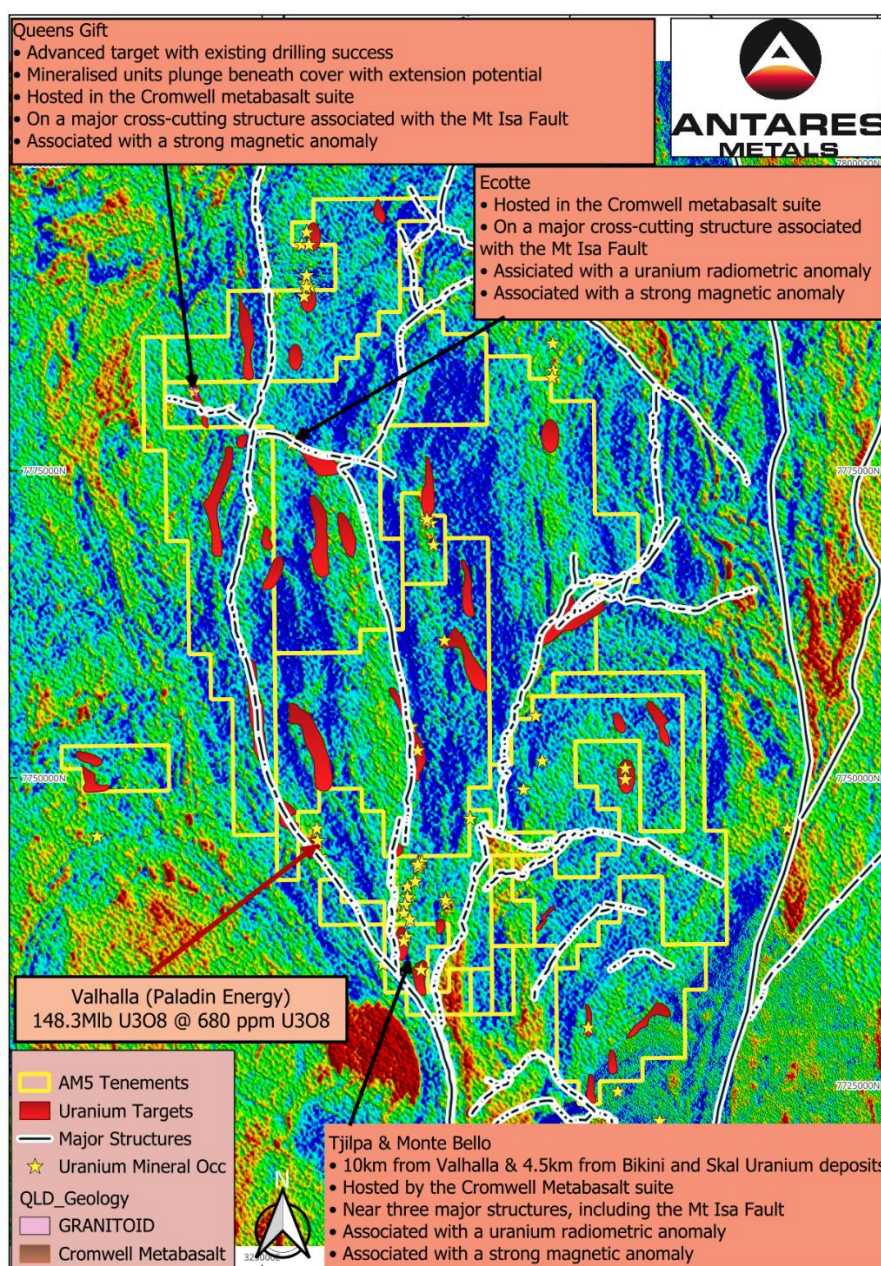 Queens Gift
• Advanced target with existing drilling success
• Mineralised units plunge beneath cover with extension potential
• Hosted in the Cromwell metabasalt suite
• On a major cross-cutting structure associated with the Mt Isa Fault
• Associated with a strong magnetic anomaly
ANTARES
METALS
7800000N
Ecotte
• Hosted in the Cromwell metabasalt suite
• On a major cross-cutting structure associated
with the Mt Isa Fault
• Assiciated with a uranium radiometric anomaly
• Associated with a strong magnetic anomaly
7775000N
7775000N
7750000N
7750000N
Valhalla (Paladin Energy)
148.3Mlb U3O8 @ 680 ppm U3O8
7725000N
AM5 Tenements
Uranium Targets
Major Structures
Uranium Mineral Occ
QLD_Geology
GRANITOID
Cromwell Metabasalt
N
Tjilpa & Monte Bello
• 10km from Valhalla & 4.5km from Bikini and Skal Uranium deposits
• Hosted by the Cromwell Metabasalt suite
• Near three major structures, including the Mt Isa Fault
• Associated with a uranium radiometric anomaly
• Associated with a strong magnetic anomaly